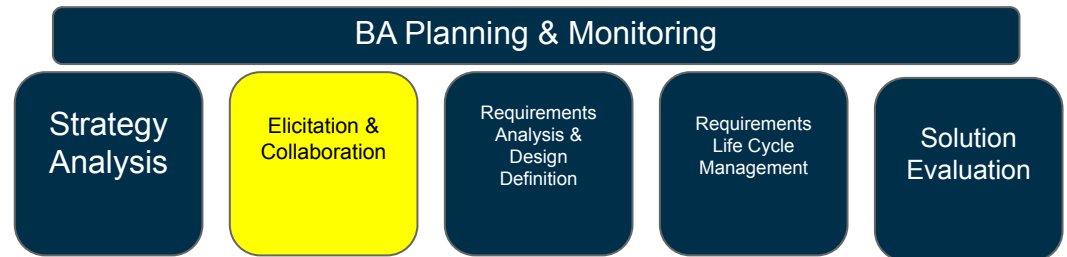 BA Planning & Monitoring
Strategy
Analysis
Elicitation &
Collaboration
Requirements
Analysis &
Design
Definition
Requirements
Life Cycle
Management
Solution
Evaluation